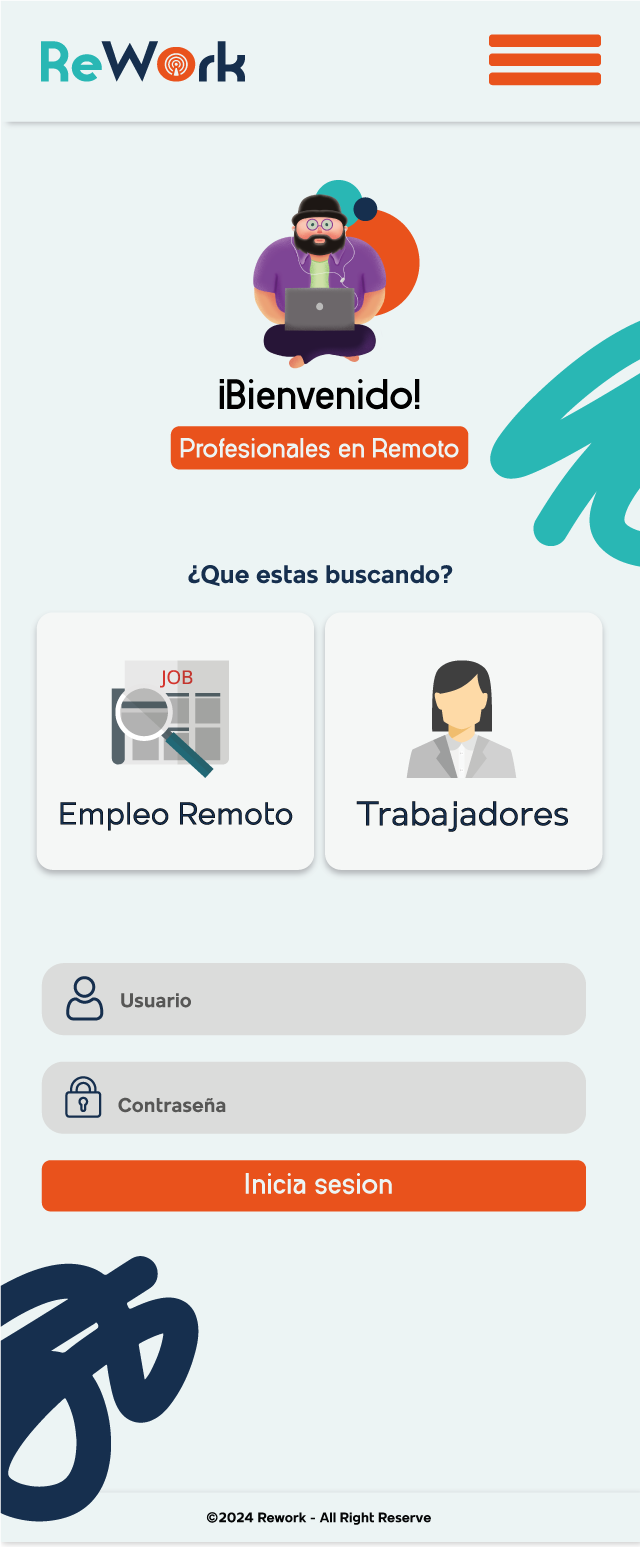 ReWork
¡Bienvenido!
Profesionales en Remoto
¿Que estas buscando?
JOB
Empleo Remoto
Trabajadores
Usuario
Contraseña
Inicia sesion
©2024 Rework - All Right Reserve